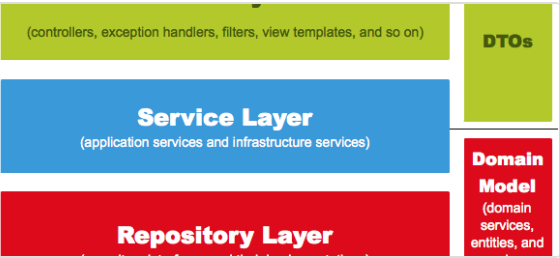 (controllers, exception handlers, filters, view templates, and so on)
DTOs
Service Layer
(application services and infrastructure services)
Domain
Model
(domain
services,
entities, and
Repository Layer